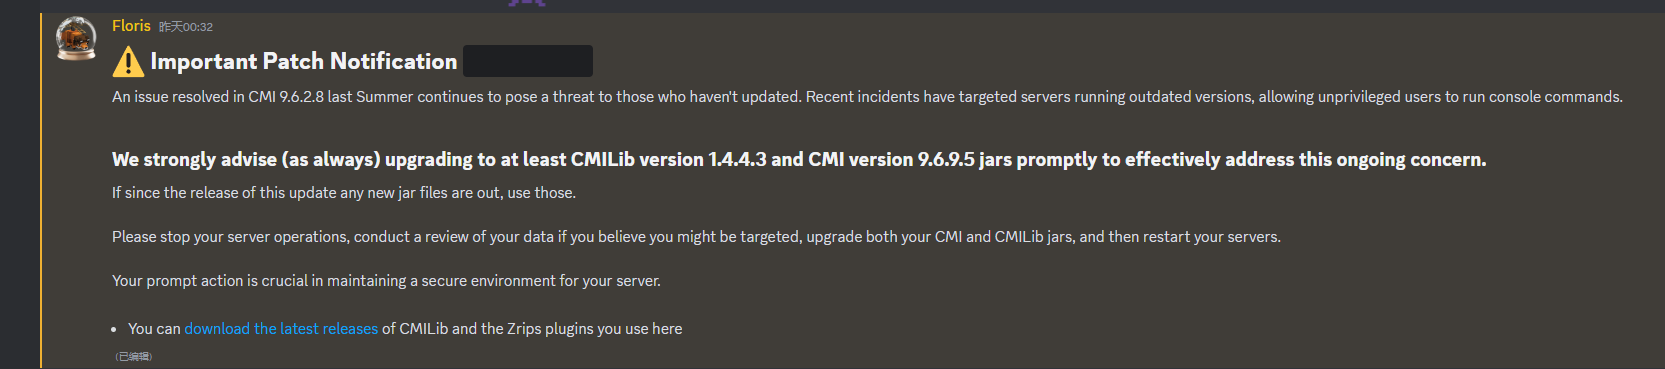 Floris 昨天00:32
Important Patch Notification
An issue resolved in CMI 9.6.2.8 last Summer continues to pose a threat to those who haven't updated. Recent incidents have targeted servers running outdated versions, allowing unprivileged users to run console commands.
We strongly advise (as always) upgrading to at least CMILib version 1.4.4.3 and CMI version 9.6.9.5 jars promptly to effectively address this ongoing concern.
If since the release of this update any new jar files are out, use those.
Please stop your server operations, conduct a review of your data if you believe you might be targeted, upgrade both your CMI and CMILib jars, and then restart your servers.
Your prompt action is crucial in maintaining a secure environment for your server.
• You can download the latest releases of CMILib and the Zrips plugins you use here
(已编辑)